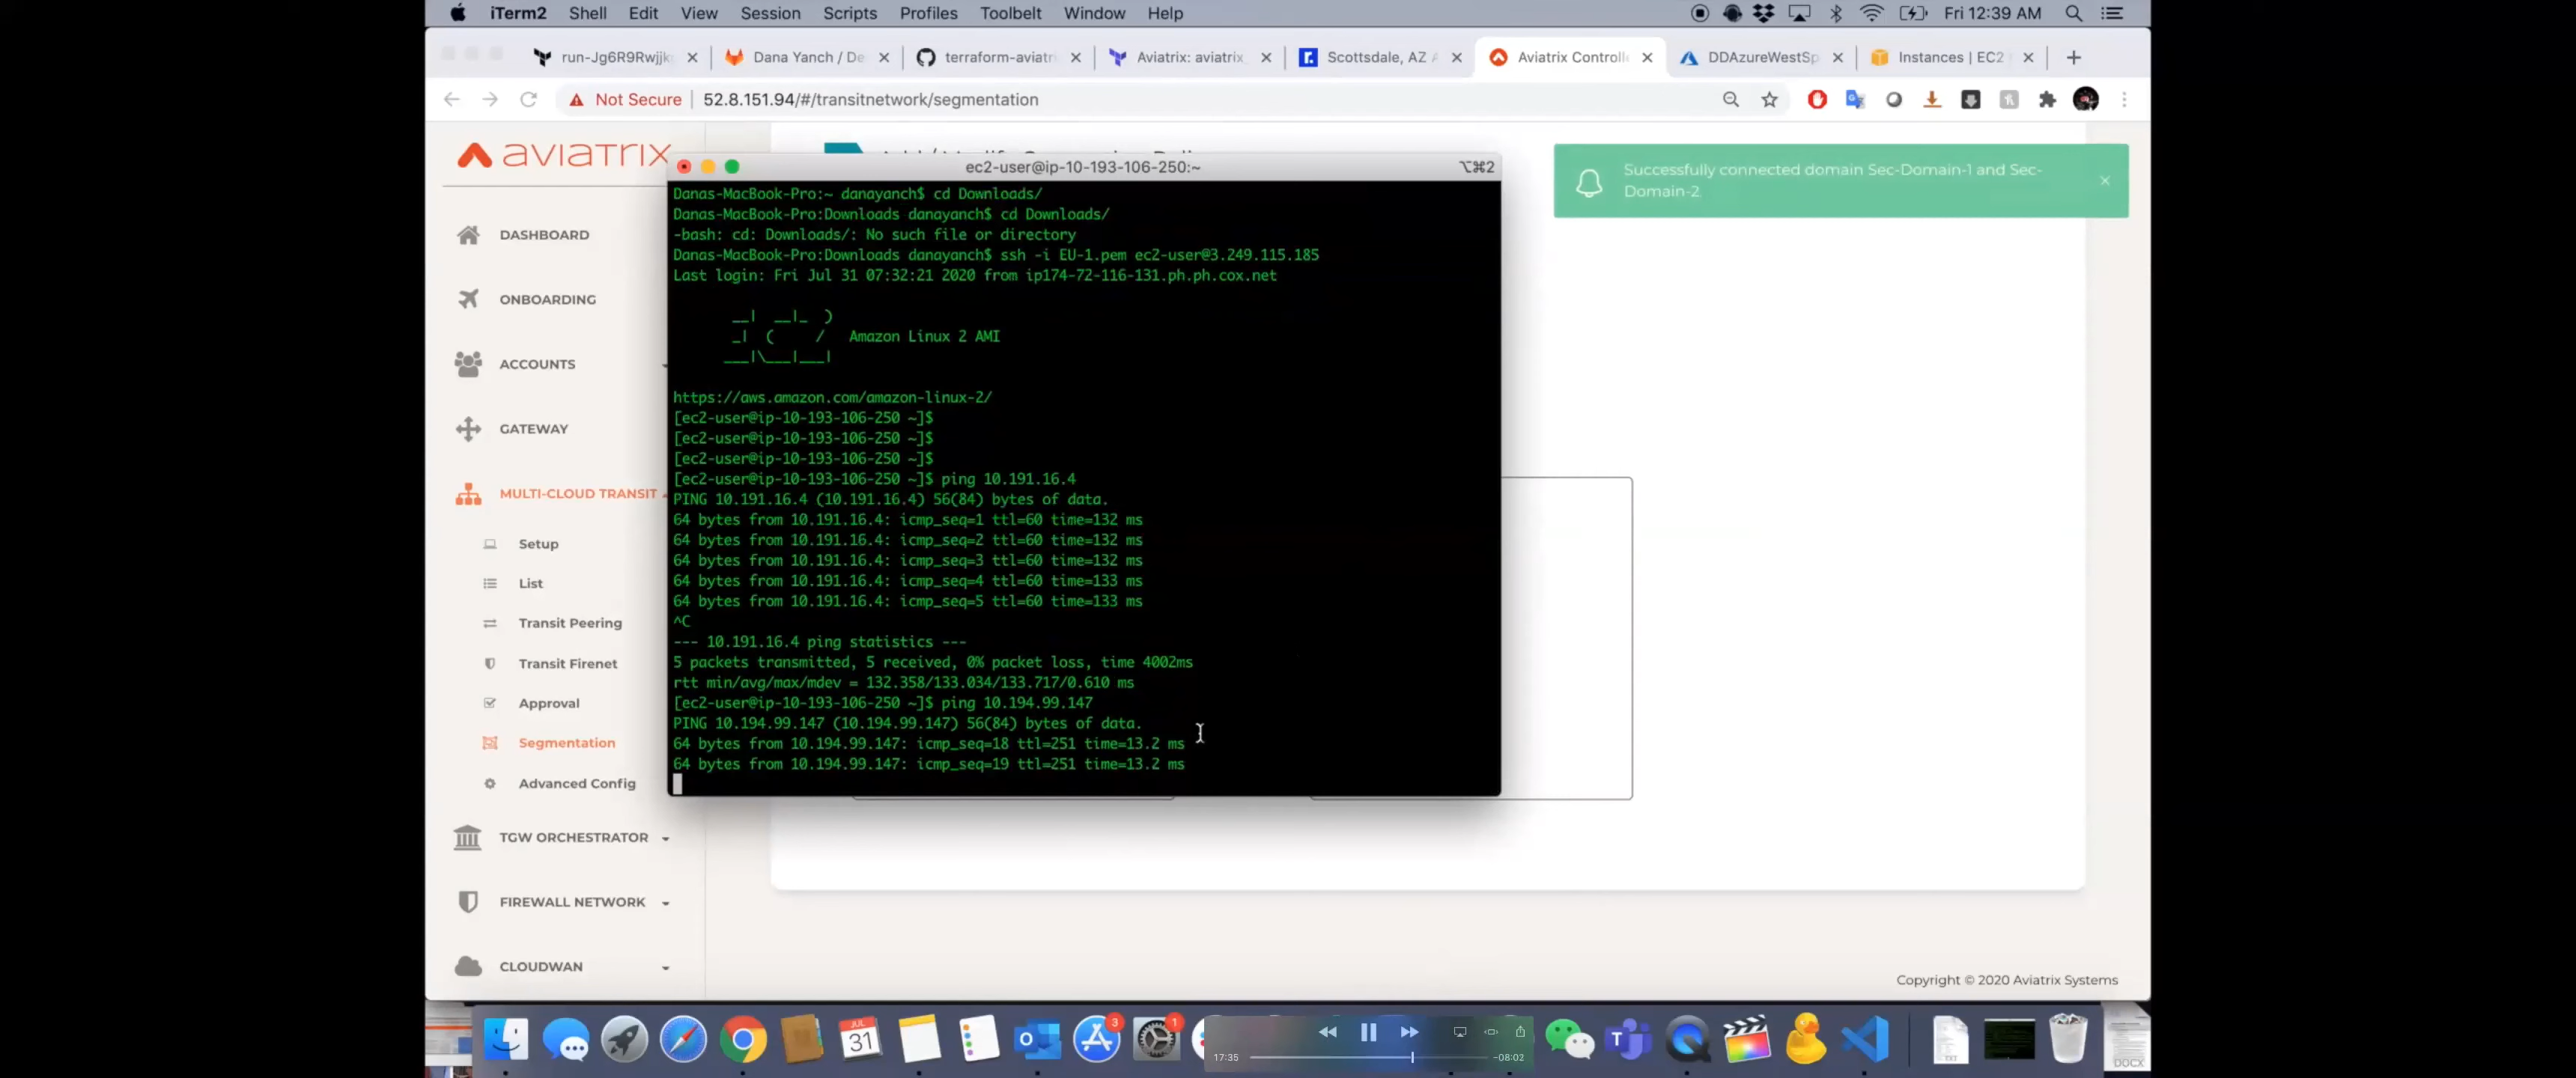 iTerm2 Shell Edit View Session Scripts Profiles Toolbelt Window Help Fri 12:39 AM
run-Jg6R9Rwjjk Dana Yanch / De terraform-aviatri Aviatrix: aviatrix Scottsdale, AZ Aviatrix Controll DDAzureWestSp Instances | EC2
Not Secure 52.8.151.94/#/transitnetwork/segmentation
aviatrix
DASHBOARD
ONBOARDING
ACCOUNTS
GATEWAY
MULTI-CLOUD TRANSIT
Setup
List
Transit Peering
Transit Firenet
Approval
Segmentation
Advanced Config
TGW ORCHESTRATOR
FIREWALL NETWORK
CLOUDWAN
Successfully connected domain Sec-Domain-1 and Sec-
Domain-2
ec2-user@ip-10-193-106-250:~ ⌥⌘2
Danas-MacBook-Pro:~ danayanch$ cd Downloads/
Danas-MacBook-Pro:Downloads danayanch$ cd Downloads/
-bash: cd: Downloads/: No such file or directory
Danas-MacBook-Pro:Downloads danayanch$ ssh -i EU-1.pem ec2-user@3.249.115.185
Last login: Fri Jul 31 07:32:21 2020 from ip174-72-116-131.ph.ph.cox.net
__| __|_ )
_| ( / Amazon Linux 2 AMI
___|\___|___|
https://aws.amazon.com/amazon-linux-2/
[ec2-user@ip-10-193-106-250 ~]$
[ec2-user@ip-10-193-106-250 ~]$
[ec2-user@ip-10-193-106-250 ~]$
[ec2-user@ip-10-193-106-250 ~]$ ping 10.191.16.4
PING 10.191.16.4 (10.191.16.4) 56(84) bytes of data.
64 bytes from 10.191.16.4: icmp_seq=1 ttl=60 time=132 ms
64 bytes from 10.191.16.4: icmp_seq=2 ttl=60 time=132 ms
64 bytes from 10.191.16.4: icmp_seq=3 ttl=60 time=132 ms
64 bytes from 10.191.16.4: icmp_seq=4 ttl=60 time=133 ms
64 bytes from 10.191.16.4: icmp_seq=5 ttl=60 time=133 ms
^C
--- 10.191.16.4 ping statistics ---
5 packets transmitted, 5 received, 0% packet loss, time 4002ms
rtt min/avg/max/mdev = 132.358/133.034/133.717/0.610 ms
[ec2-user@ip-10-193-106-250 ~]$ ping 10.194.99.147
PING 10.194.99.147 (10.194.99.147) 56(84) bytes of data.
64 bytes from 10.194.99.147: icmp_seq=18 ttl=251 time=13.2 ms
64 bytes from 10.194.99.147: icmp_seq=19 ttl=251 time=13.2 ms
Copyright © 2020 Aviatrix Systems
JUL
31
3
1
17:35 -08:02
DOCX